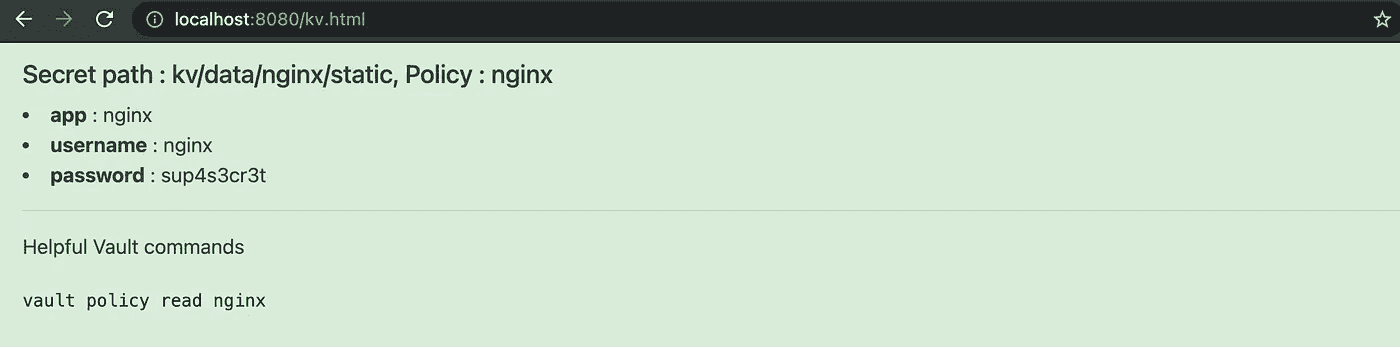 localhost:8080/kv.html
Secret path : kv/data/nginx/static, Policy : nginx
• app : nginx
• username : nginx
• password : sup4s3cr3t
Helpful Vault commands
vault policy read nginx